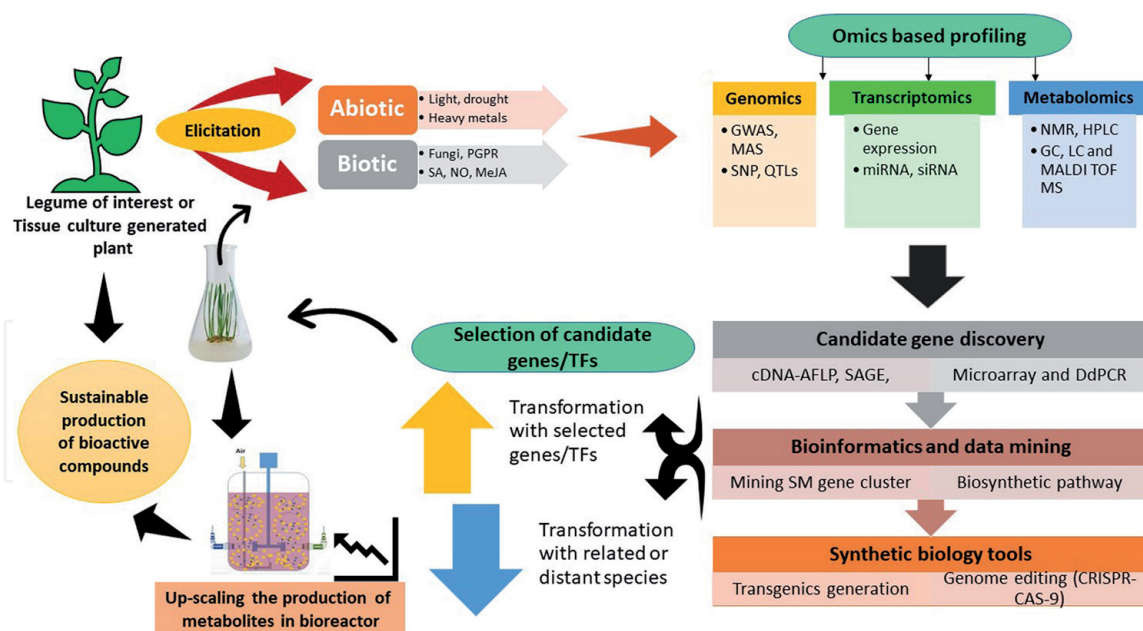 Omics based profiling
Elicitation
Abiotic
• Light, drought
• Heavy metals
Biotic
• Fungi, PGPR
• SA, NO, MeJA
Genomics
• GWAS,
MAS
• SNP, QTLs
Transcriptomics
• Gene
expression
• miRNA, siRNA
Metabolomics
• NMR, HPLC
• GC, LC and
MALDI TOF
MS
Legume of interest or
Tissue culture generated
plant
Selection of candidate
genes/TFs
Candidate gene discovery
cDNA-AFLP, SAGE,
Microarray and DdPCR
Transformation
with selected
genes/TFs
Bioinformatics and data mining
Mining SM gene cluster
Biosynthetic pathway
Transformation
with related or
distant species
Synthetic biology tools
Transgenics generation
Genome editing (CRISPR-
CAS-9)
Sustainable
production
of bioactive
compounds
Air
Up-scaling the production of
metabolites in bioreactor